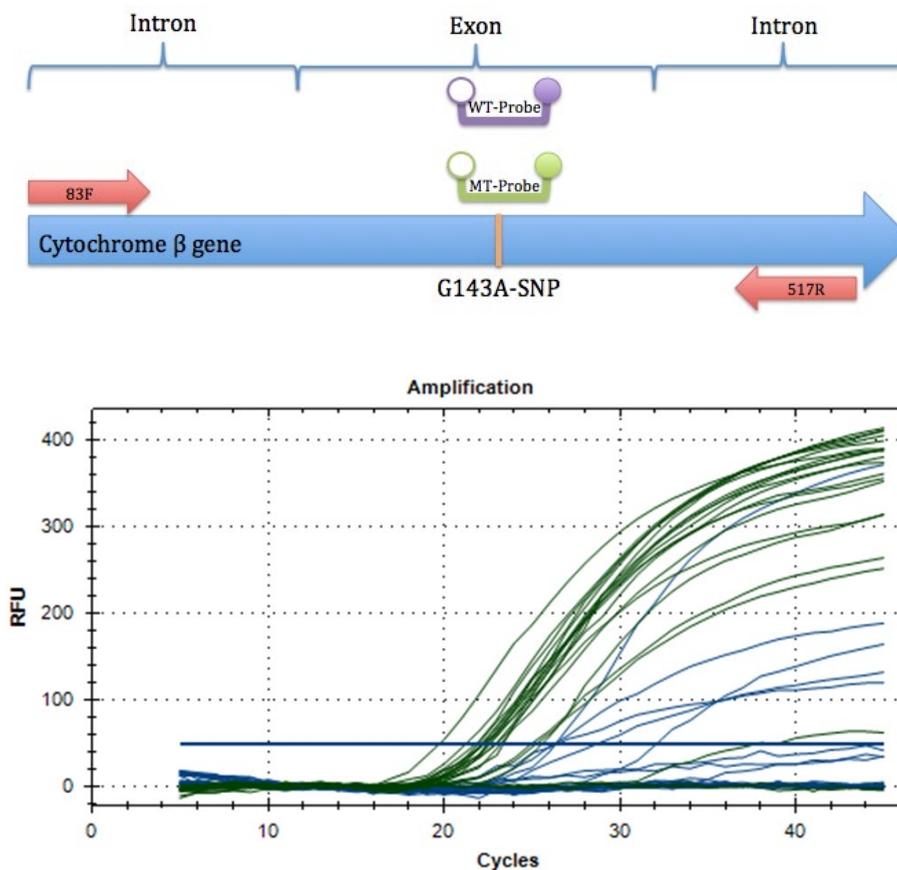 Intron Exon Intron
WT-Probe
MT-Probe
83F
Cytochrome β gene
G143A-SNP
517R
Amplification
400
300
200
100
0
RFU
0 10 20 30 40
Cycles